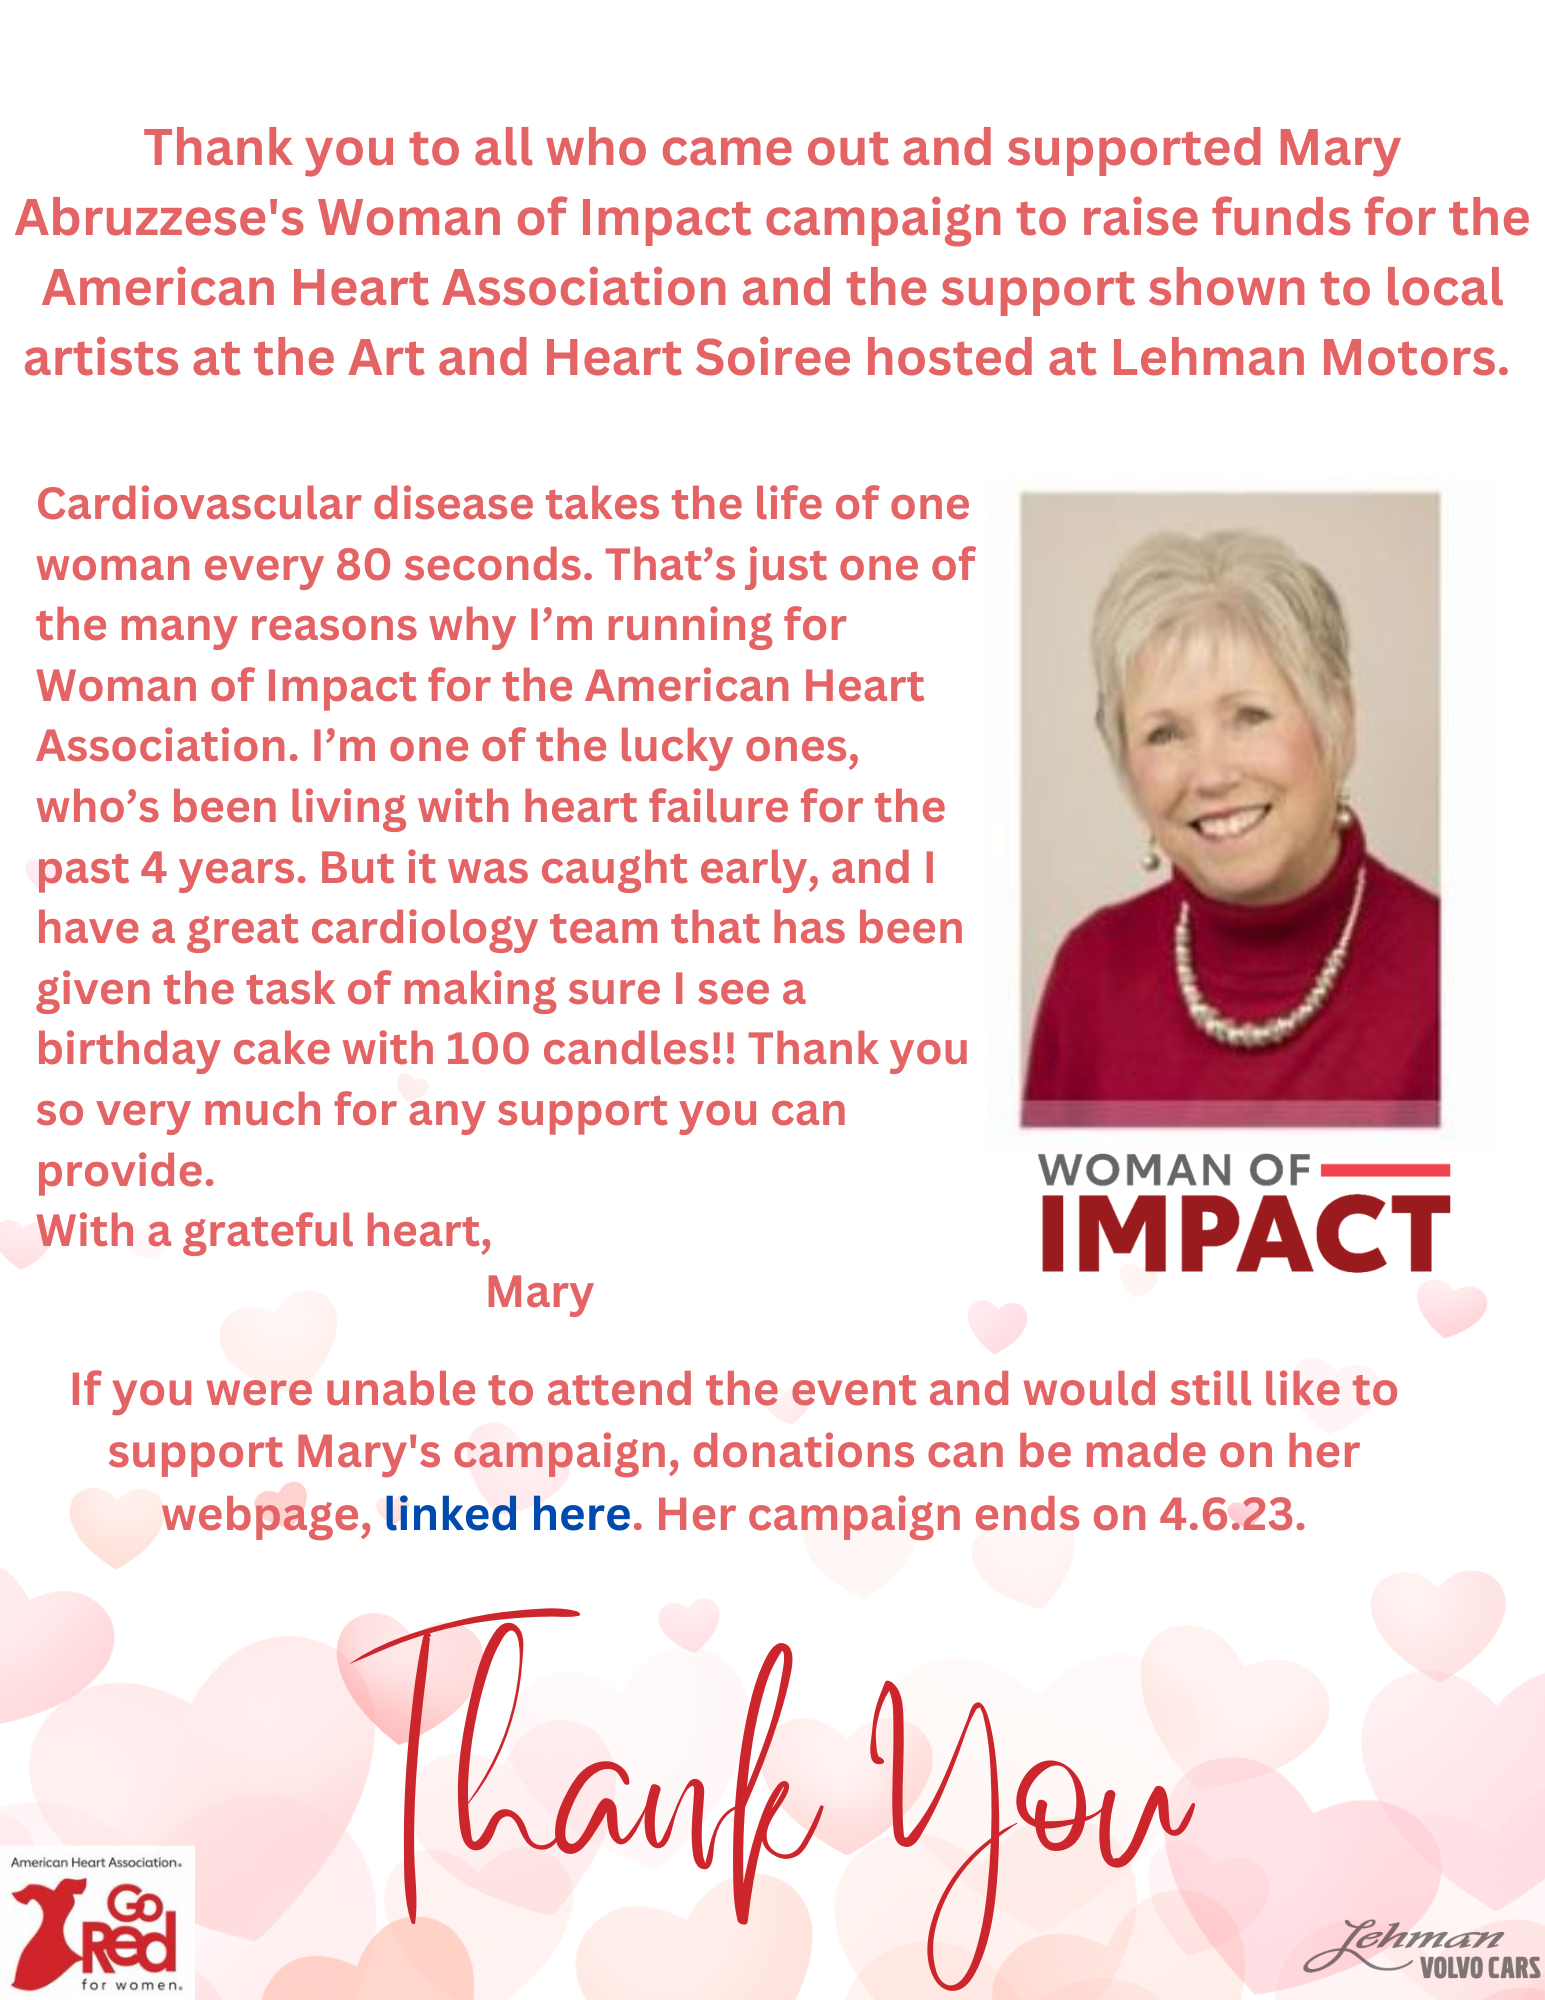 Thank you to all who came out and supported Mary
Abruzzese's Woman of Impact campaign to raise funds for the
American Heart Association and the support shown to local
artists at the Art and Heart Soiree hosted at Lehman Motors.
Cardiovascular disease takes the life of one
woman every 80 seconds. That’s just one of
the many reasons why I’m running for
Woman of Impact for the American Heart
Association. I’m one of the lucky ones,
who’s been living with heart failure for the
past 4 years. But it was caught early, and I
have a great cardiology team that has been
given the task of making sure I see a
birthday cake with 100 candles!! Thank you
so very much for any support you can
provide.
With a grateful heart,
Mary
WOMAN OF
IMPACT
If you were unable to attend the event and would still like to
support Mary's campaign, donations can be made on her
webpage, linked here. Her campaign ends on 4.6.23.
Thank You
American Heart Association®
Go
Red
for women®
Lehman
VOLVO CARS